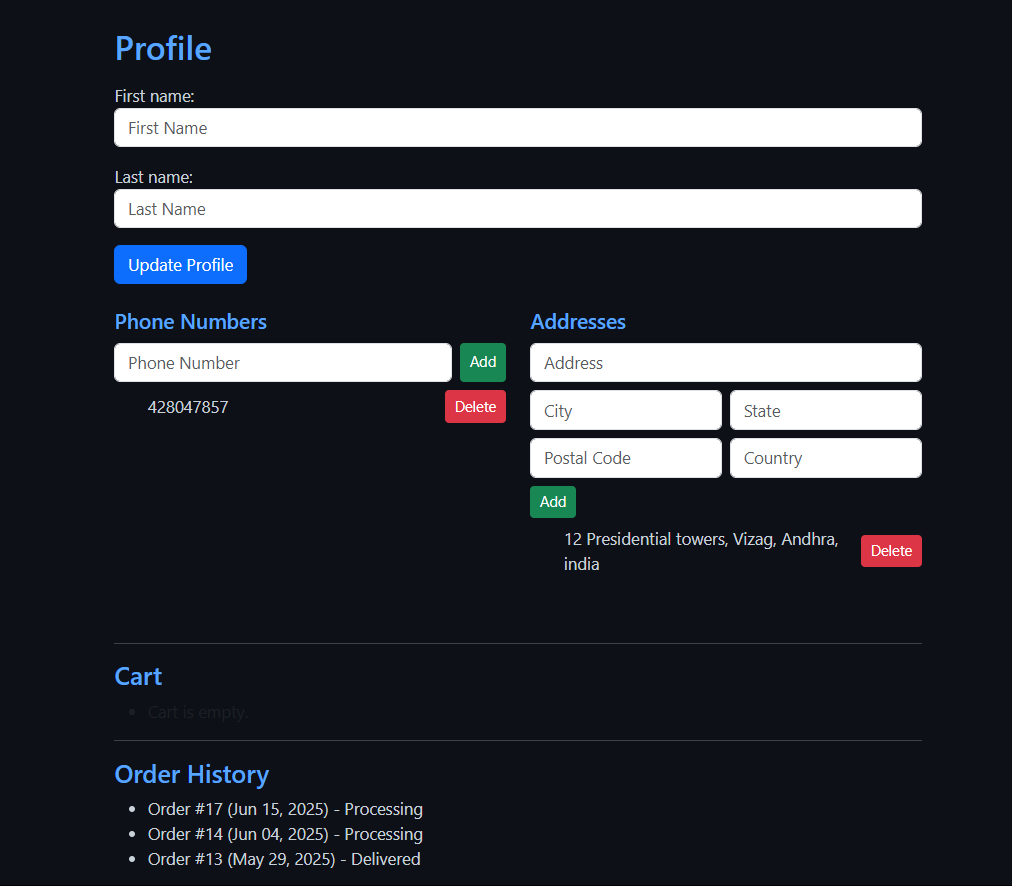 Profile
First name:
First Name
Last name:
Last Name
Update Profile
Phone Numbers
Phone Number
Add
428047857
Delete
Addresses
Address
City
State
Postal Code
Country
Add
12 Presidential towers, Vizag, Andhra,
india
Delete
Cart
Cart is empty.
Order History
Order #17 (Jun 15, 2025) - Processing
Order #14 (Jun 04, 2025) - Processing
Order #13 (May 29, 2025) - Delivered